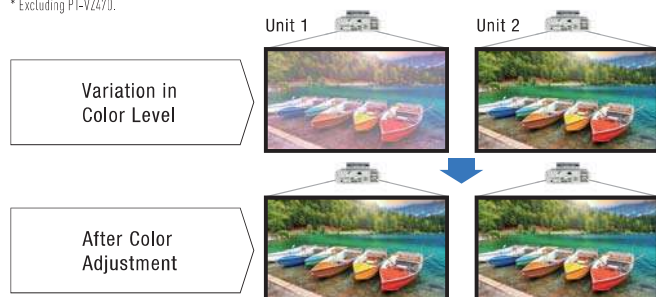 * Excluding PT-VZ470.
Unit 1
Unit 2
Variation in
Color Level
After Color
Adjustment